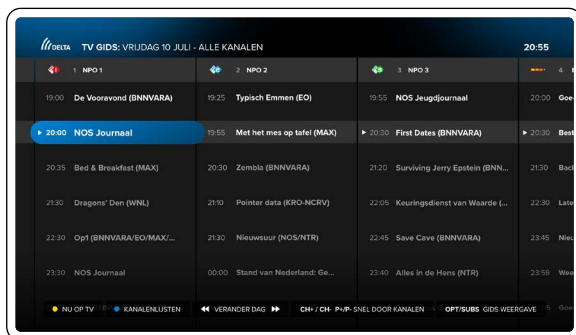 DELTA TV GIDS: VRIJDAG 10 JULI - ALLE KANALEN 20:55
1 NPO 1 2 NPO 2 3 NPO 3 4
19:00 De Vooravond (BNNVARA) 19:25 Typisch Emmen (EO) 19:55 NOS Jeugdjournaal 20:00 Goe
20:00 NOS Journaal 19:55 Met het mes op tafel (MAX) 20:30 First Dates (BNNVARA) 20:30 Best
20:35 Bed & Breakfast (MAX) 20:30 Zembla (BNNVARA) 21:20 Surviving Jerry Epstein (BNN... 21:30 Back
21:30 Dragons' Den (WNL) 21:10 Pointer data (KRO-NCRV) 22:05 Keuringsdienst van Waarde (... 22:30 Late
22:30 Op1 (BNNVARA/EO/MAX/... 21:30 Nieuwsuur (NOS/NTR) 22:45 Save Cave (BNNVARA) 23:45 Nieu
23:30 NOS Journaal 00:00 Stand van Nederland: Ge... 23:40 Alles in de Hens (NTR) 23:59 Wee
NU OP TV KANALENLIJSTEN VERANDER DAG CH+ / CH- P+/P- SNEL DOOR KANALEN OPT/SUBS GIDS WEERGAVE